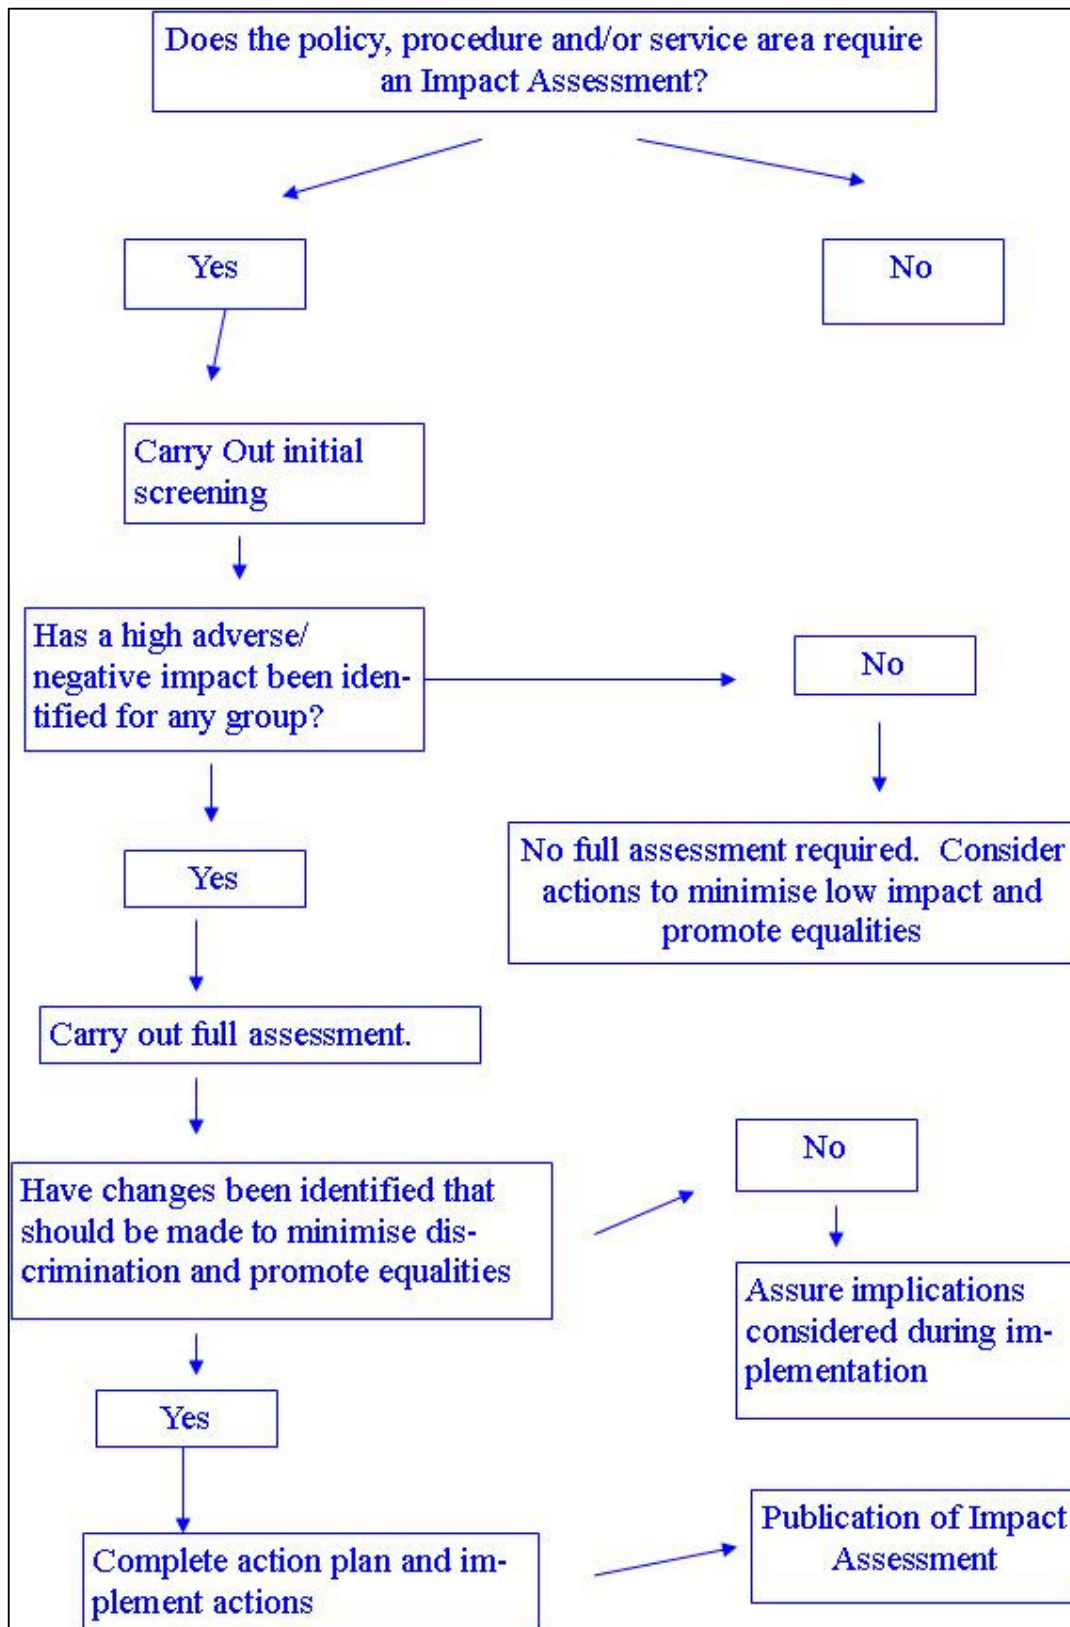 Does the policy, procedure and/or service area require
an Impact Assessment?
Yes
No
Carry Out initial
screening
Has a high adverse/
negative impact been iden-
tified for any group?
No
Yes
No full assessment required.  Consider
actions to minimise low impact and
promote equalities
Carry out full assessment.
No
Have changes been identified that
should be made to minimise dis-
crimination and promote equalities
Assure implications
considered during im-
plementation
Yes
Complete action plan and im-
plement actions
Publication of Impact
Assessment